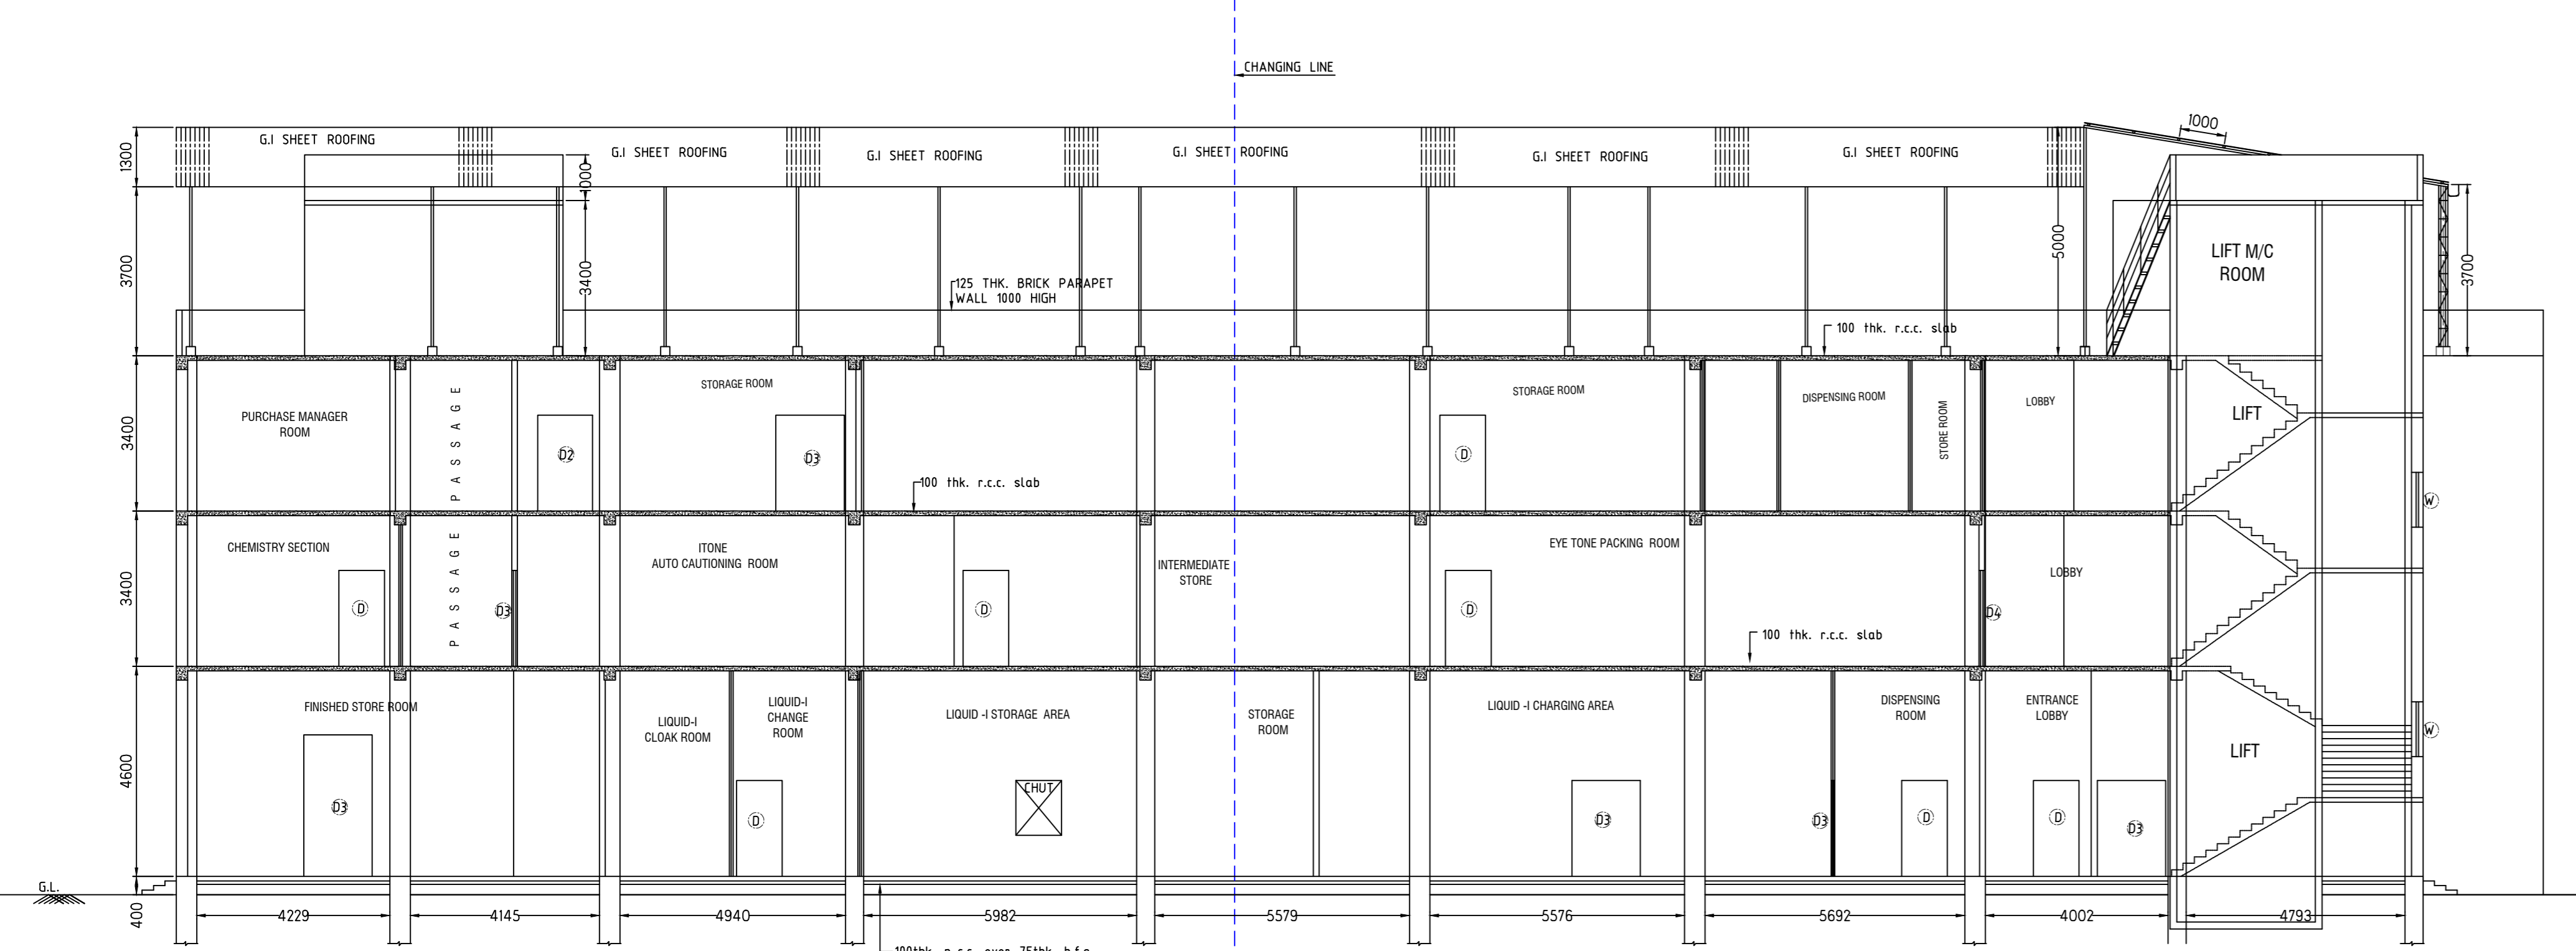 CHANGING LINE
1000
G.I SHEET ROOFING
G.I SHEET ROOFING
G.I SHEET ROOFING
G.I SHEET ROOFING
G.I SHEET ROOFING
G.I SHEET ROOFING
1300
1000
3700
3400
5000
3700
LIFT M/C
ROOM
125 THK. BRICK PARAPET
WALL 1000 HIGH
100 thk. r.c.c. slab
3400
PURCHASE MANAGER
ROOM
PASSAGE
D2
STORAGE ROOM
D3
STORAGE ROOM
D
DISPENSING ROOM
STORE ROOM
LOBBY
LIFT
W
100 thk. r.c.c. slab
3400
CHEMISTRY SECTION
D
PASSAGE
D3
ITONE
AUTO CAUTIONING ROOM
D
INTERMEDIATE
STORE
EYE TONE PACKING ROOM
D
D4
LOBBY
100 thk. r.c.c. slab
4600
FINISHED STORE ROOM
D3
LIQUID-I
CLOAK ROOM
LIQUID-I
CHANGE
ROOM
D
LIQUID -I STORAGE AREA
CHUT
STORAGE
ROOM
LIQUID -I CHARGING AREA
D3
D3
DISPENSING
ROOM
D
ENTRANCE
LOBBY
D
D3
LIFT
W
G.L.
400
4229
4145
4940
5982
5579
5576
5692
4002
4793